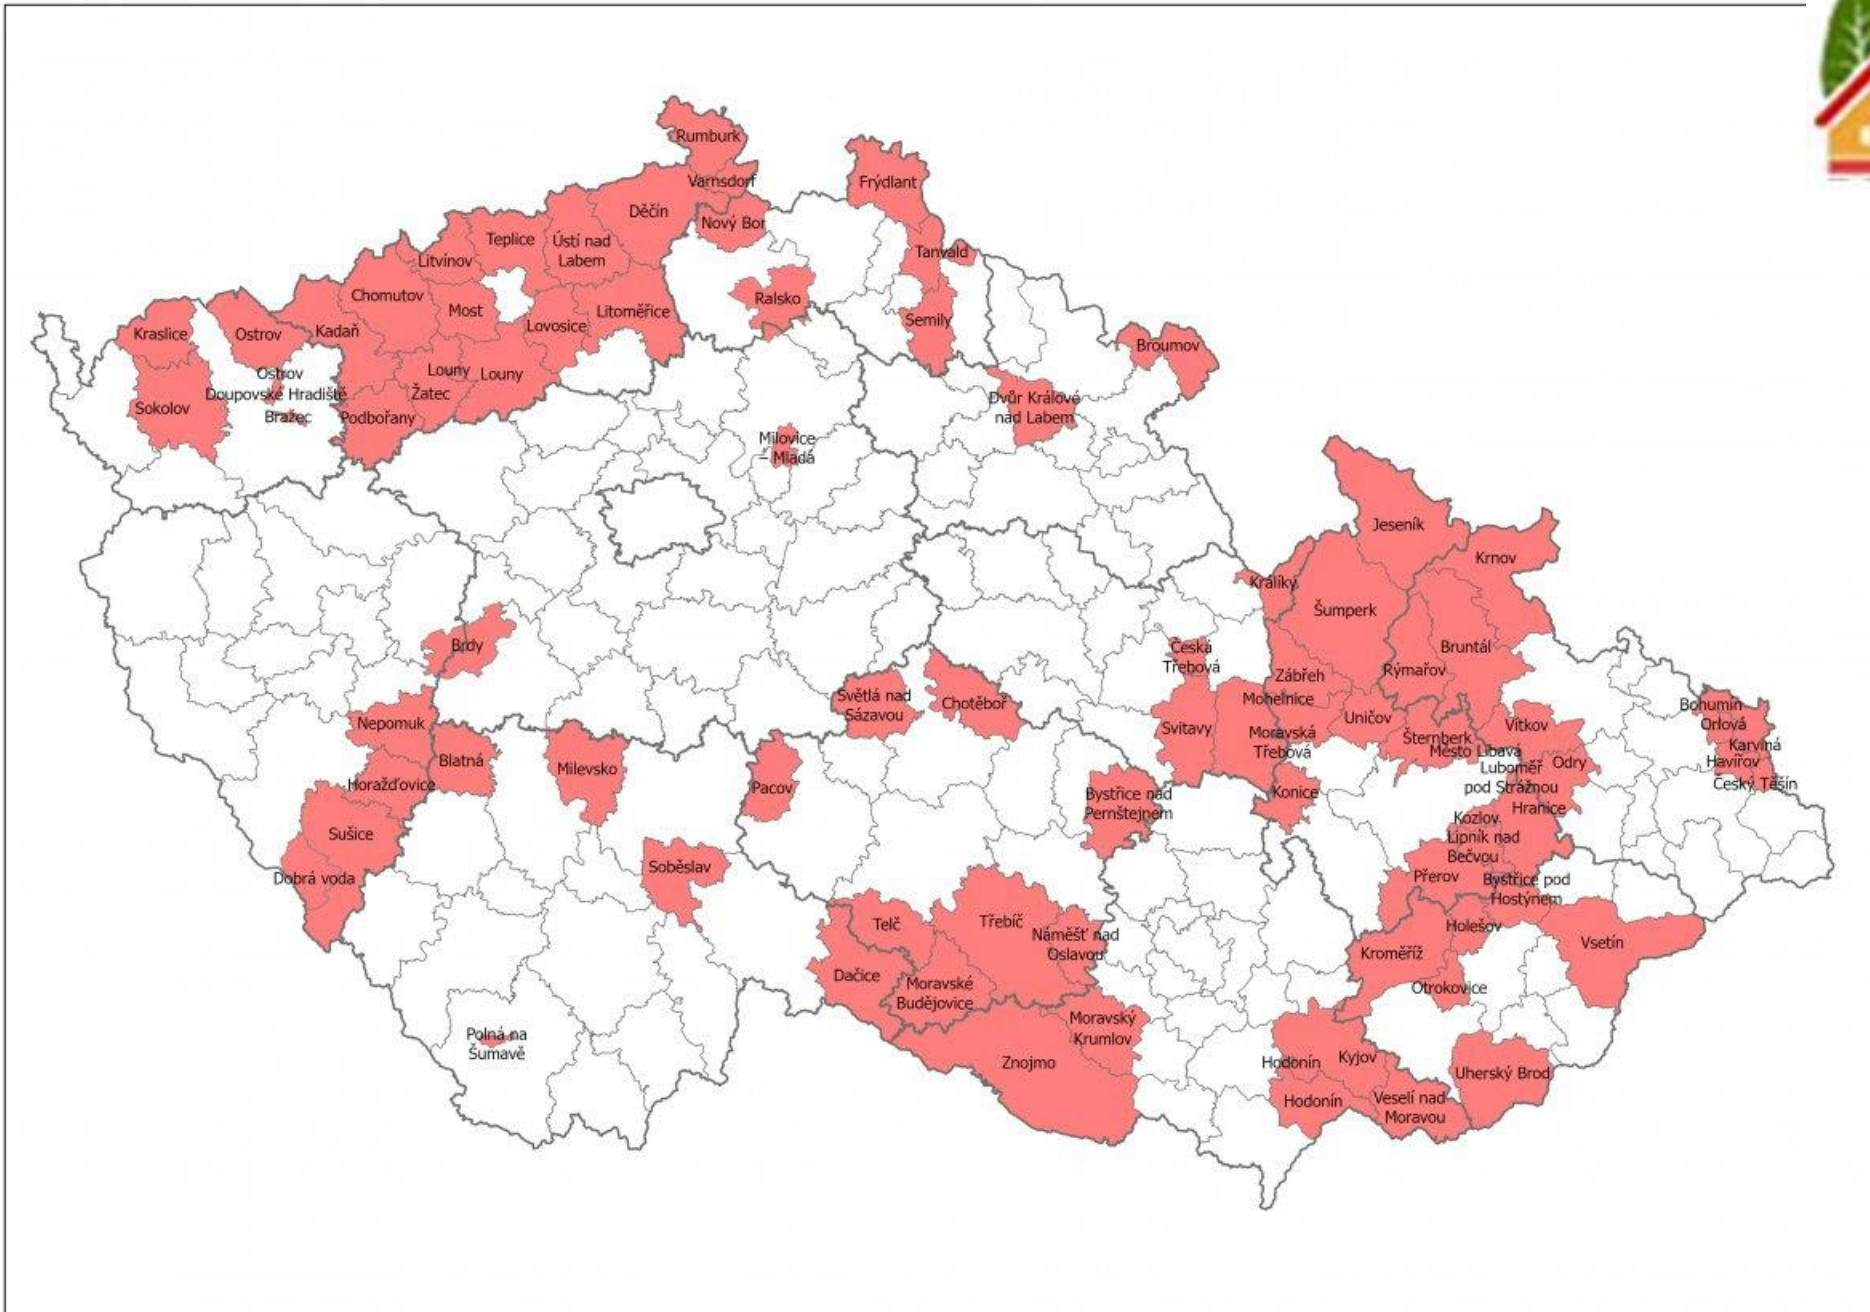 Rumburk
Varnsdorf
Frýdlant
Děčín
Nový Bor
Teplice
Ústí nad
Labem
Tanvald
Litvínov
Chomutov
Most
Ralsko
Litoměřice
Lovosice
Semily
Kraslice
Ostrov
Kadaň
Broumov
Ostrov
Louny
Louny
Doupovské Hradiště
Žatec
Bražec
Podbořany
Sokolov
Dvůr Králové
nad Labem
Milovice
– Mladá
Jeseník
Krnov
Králíky
Šumperk
Brdy
Česká
Třebová
Bruntál
Rýmařov
Zábřeh
Mohelnice
Světlá nad
Sázavou
Chotěboř
Nepomuk
Svitavy
Uničov
Moravská
Třebová
Šternberk
Město Libavá
Vítkov
Bohumín
Orlová
Karviná
Havířov
Český Těšín
Blatná
Milevsko
Pacov
Horažďovice
Luboměř
pod Strážnou
Odry
Bystřice nad
Pernštejnem
Konice
Hranice
Kozlov
Lipník nad
Bečvou
Sušice
Soběslav
Dobrá voda
Přerov
Bystřice pod
Hostýnem
Telč
Třebíč
Náměšť nad
Oslavou
Holešov
Kroměříž
Vsetín
Dačice
Moravské
Budějovice
Otrokovice
Polná na
Šumavě
Moravský
Krumlov
Znojmo
Hodonín
Kyjov
Uherský Brod
Hodonín
Veselí nad
Moravou